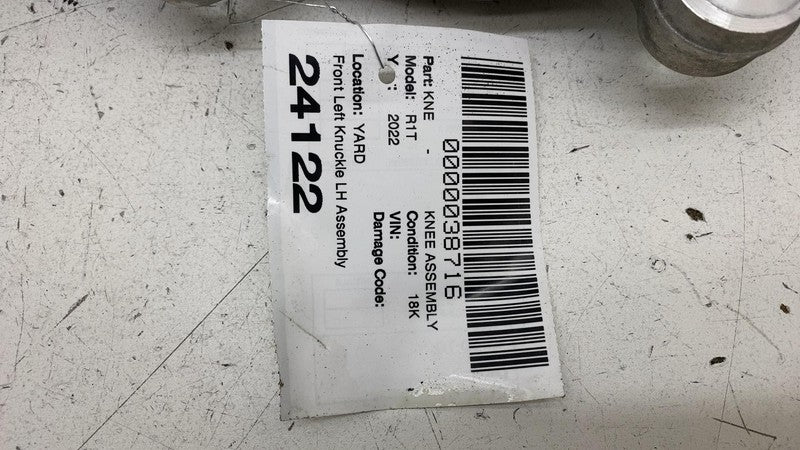 0000038716
Part: KNE - KNEE ASSEMBLY
Model: R1T Condition: 18K
Y r: 2022 VIN:
Damage Code:
Location: YARD
Front Left Knuckle LH Assembly
24122